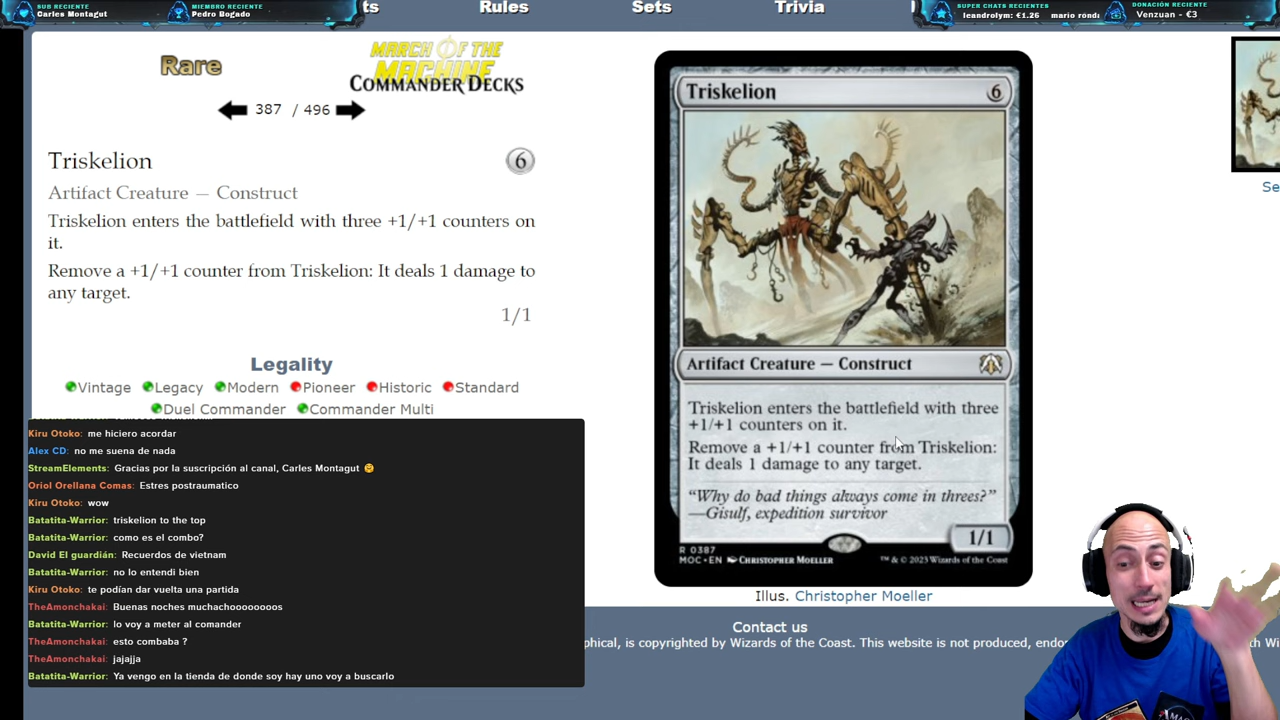 SUB RECIENTE
Carles Montagut
MIEMBRO RECIENTE
Pedro Bogado
ts
Rules
Sets
Trivia
SUPER CHATS RECIENTES
leandrolym: €1.26 mario róndi
DONACIÓN RECIENTE
Venzuan - €3
Rare
MARCH OF THE
MACHINE
COMMANDER DECKS
387 / 496
Triskelion 6
Artifact Creature — Construct
Triskelion enters the battlefield with three +1/+1 counters on
it.
Remove a +1/+1 counter from Triskelion: It deals 1 damage to
any target.
1/1
Legality
Vintage Legacy Modern Pioneer Historic Standard
Duel Commander Commander Multi
Kiru Otoko: me hiciero acordar
Alex CD: no me suena de nada
StreamElements: Gracias por la suscripción al canal, Carles Montagut 🤗
Oriol Orellana Comas: Estres postraumatico
Kiru Otoko: wow
Batatita-Warrior: triskelion to the top
Batatita-Warrior: como es el combo?
David El guardián: Recuerdos de vietnam
Batatita-Warrior: no lo entendi bien
Kiru Otoko: te podían dar vuelta una partida
TheAmonchakai: Buenas noches muchachoooooooos
Batatita-Warrior: lo voy a meter al comander
TheAmonchakai: esto combaba ?
TheAmonchakai: jajajja
Batatita-Warrior: Ya vengo en la tienda de donde soy hay uno voy a buscarlo
Triskelion 6
Artifact Creature — Construct
Triskelion enters the battlefield with three
+1/+1 counters on it.
Remove a +1/+1 counter from Triskelion:
It deals 1 damage to any target.
“Why do bad things always come in threes?”
—Gisulf, expedition survivor
1/1
R 0387
MOC • EN Christopher Moeller
™ & © 2023 Wizards of the Coast
Illus. Christopher Moeller
Se
Contact us
phical, is copyrighted by Wizards of the Coast. This website is not produced, endo
th Wi